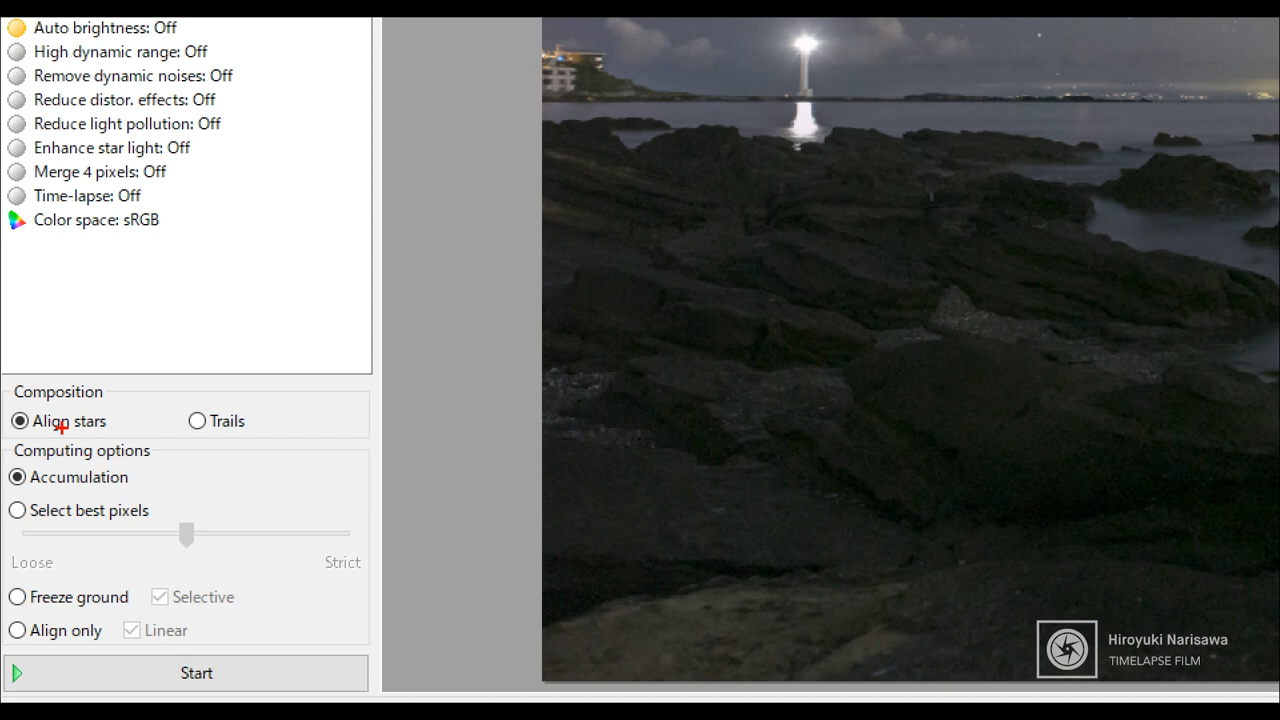 Auto brightness: Off
High dynamic range: Off
Remove dynamic noises: Off
Reduce distor. effects: Off
Reduce light pollution: Off
Enhance star light: Off
Merge 4 pixels: Off
Time-lapse: Off
Color space: sRGB
Composition
Align stars Trails
Computing options
Accumulation
Select best pixels
Loose Strict
Freeze ground Selective
Align only Linear
Start
Hiroyuki Narisawa
TIMELAPSE FILM